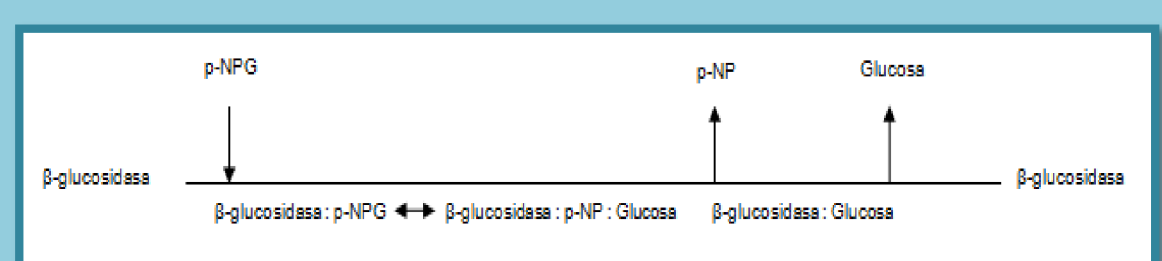 p-NPG p-NP Glucosa
β-glucosidasa β-glucosidasa
β-glucosidasa : p-NPG β-glucosidasa : p-NP : Glucosa β-glucosidasa : Glucosa